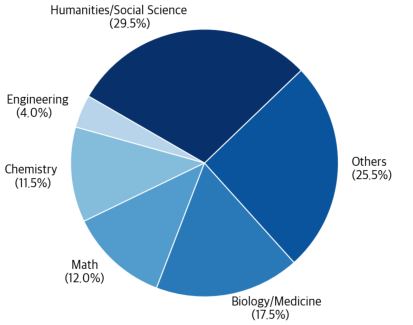 Humanities/Social Science
(29.5%)
Engineering
(4.0%)
Chemistry
(11.5%)
Others
(25.5%)
Math
(12.0%)
Biology/Medicine
(17.5%)